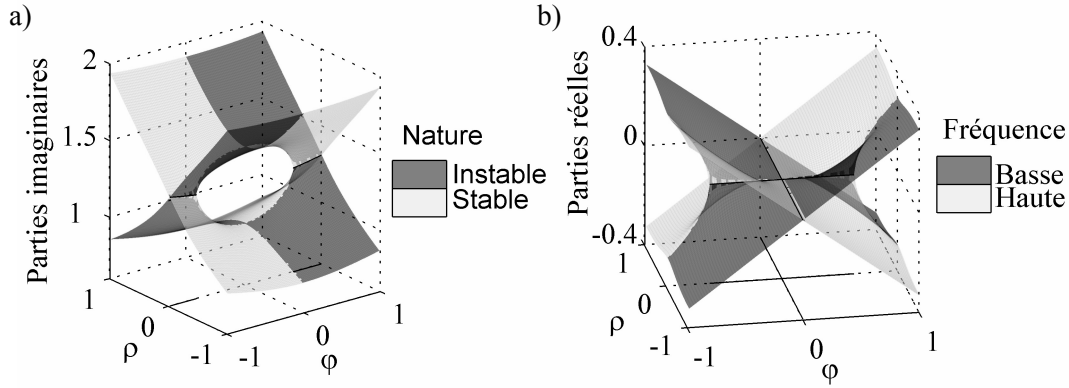 a)
Parties imaginaires
2
1.5
1
1
0
-1
ρ
-1
0
1
φ
Nature
Instable
Stable
b)
Parties réelles
0.4
0
-0.4
1
0
-1
ρ
-1
0
1
φ
Fréquence
Basse
Haute